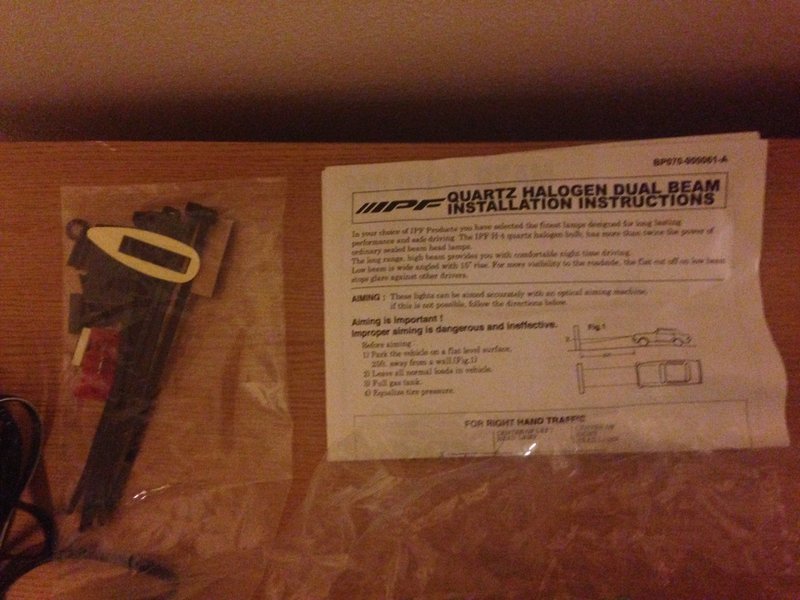 BP070-000061-A
IPF QUARTZ HALOGEN DUAL BEAM
INSTALLATION INSTRUCTIONS
In your choice of IPF Products you have selected the finest lamps designed for long lasting
performance and safe driving. The IPF H-4 quartz halogen bulb, has more than twice the power of
ordinary sealed beam head lamps.
The long range, high beam provides you with comfortable night time driving.
Low beam is wide angled with 15° rise. For more visibility to the roadside, the flat cut off on low beam
stops glare against other drivers.
AIMING : These lights can be aimed accurately with an optical aiming machine,
if this is not possible, follow the directions below.
Aiming is important !
Improper aiming is dangerous and ineffective.
Before aiming
1) Park the vehicle on a flat level surface,
25ft. away from a wall.(Fig.1)
2) Leave all normal loads in vehicle.
3) Full gas tank.
4) Equalize tire pressure.
Fig.1
FOR RIGHT HAND TRAFFIC